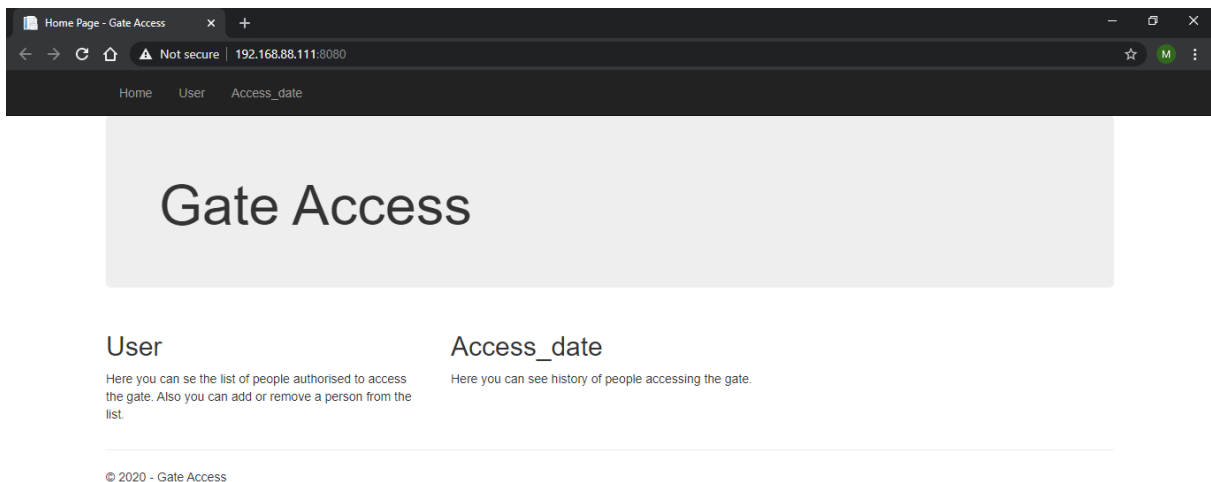 Home Page - Gate Access
Not secure | 192.168.88.111:8080
M
Home User Access_date
Gate Access
User
Here you can se the list of people authorised to access
the gate. Also you can add or remove a person from the
list.
Access_date
Here you can see history of people accessing the gate.
© 2020 - Gate Access